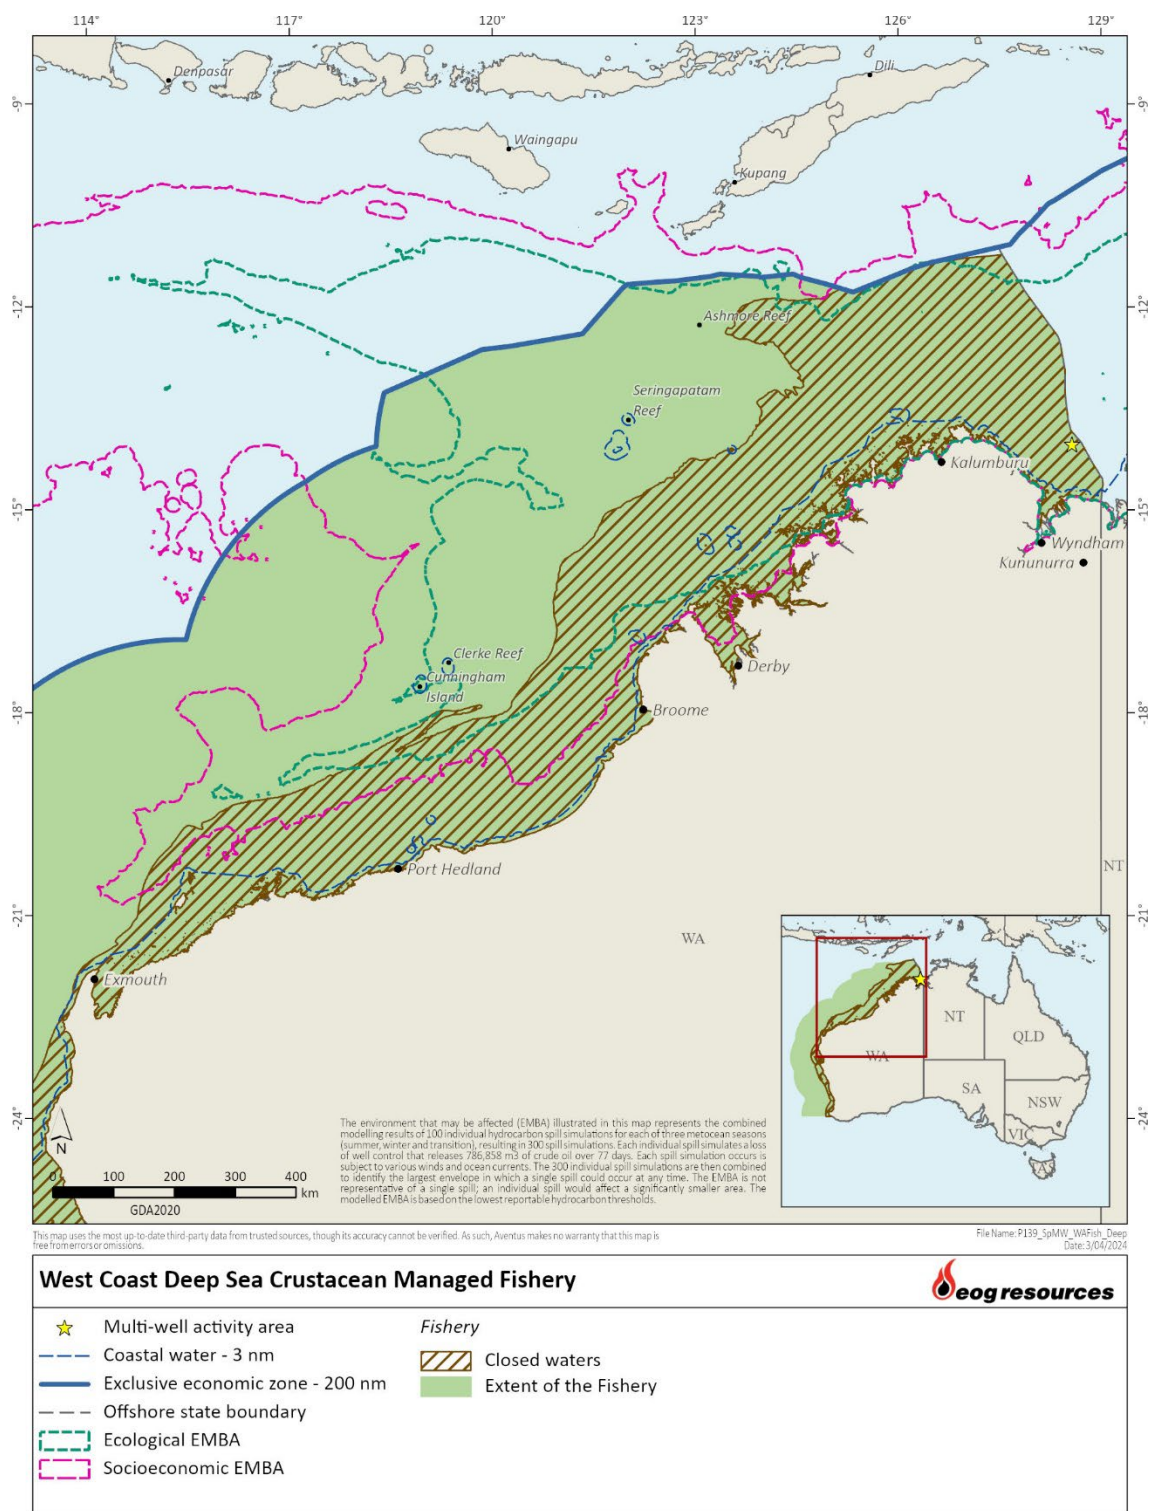 114°
117°
120°
123°
126°
129°
Denpasar
Dili
-9°
-9°
Waingapu
Kupang
-12°
-12°
Ashmore Reef
Seringapatam
Reef
Kalumburu
-15°
-15°
Wyndham
Kununurra
Clerke Reef
Cunningham
Island
Derby
-18°
-18°
Broome
Port Hedland
NT
-21°
-21°
WA
Exmouth
NT
QLD
WA
SA
NSW
VIC
TAS
-24°
-24°
The environment that may be affected (EMBA) illustrated in this map represents the combined
modelling results of 100 individual hydrocarbon spill simulations for each of three metocean seasons
(summer, winter and transition), resulting in 300 spill simulations. Each individual spill simulates a loss
of well control that releases 786,858 m3 of crude oil over 77 days. Each spill simulation occurs is
subject to various winds and ocean currents. The 300 individual spill simulations are then combined
to identify the largest envelope in which a single spill could occur at any time. The EMBA is not
representative of a single spill; an individual spill would affect a significantly smaller area. The
modelled EMBA is based on the lowest reportable hydrocarbon thresholds.
N
0 100 200 300 400
km
GDA2020
This map uses the most up-to-date third-party data from trusted sources, though its accuracy cannot be verified. As such, Aventus makes no warranty that this map is
free from errors or omissions.
File Name: P139_SpMW_WAFish_Deep
Date: 3/04/2024
West Coast Deep Sea Crustacean Managed Fishery
eog resources
Multi-well activity area
Coastal water - 3 nm
Exclusive economic zone - 200 nm
Offshore state boundary
Ecological EMBA
Socioeconomic EMBA
Fishery
Closed waters
Extent of the Fishery